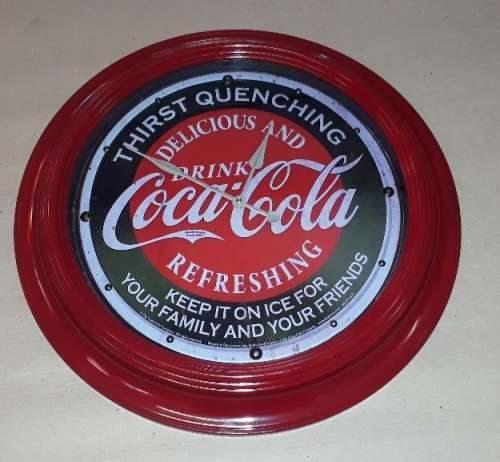 THIRST QUENCHING
DELICIOUS AND
DRINK
Coca-Cola
REFRESHING
KEEP IT ON ICE FOR
YOUR FAMILY AND YOUR FRIENDS